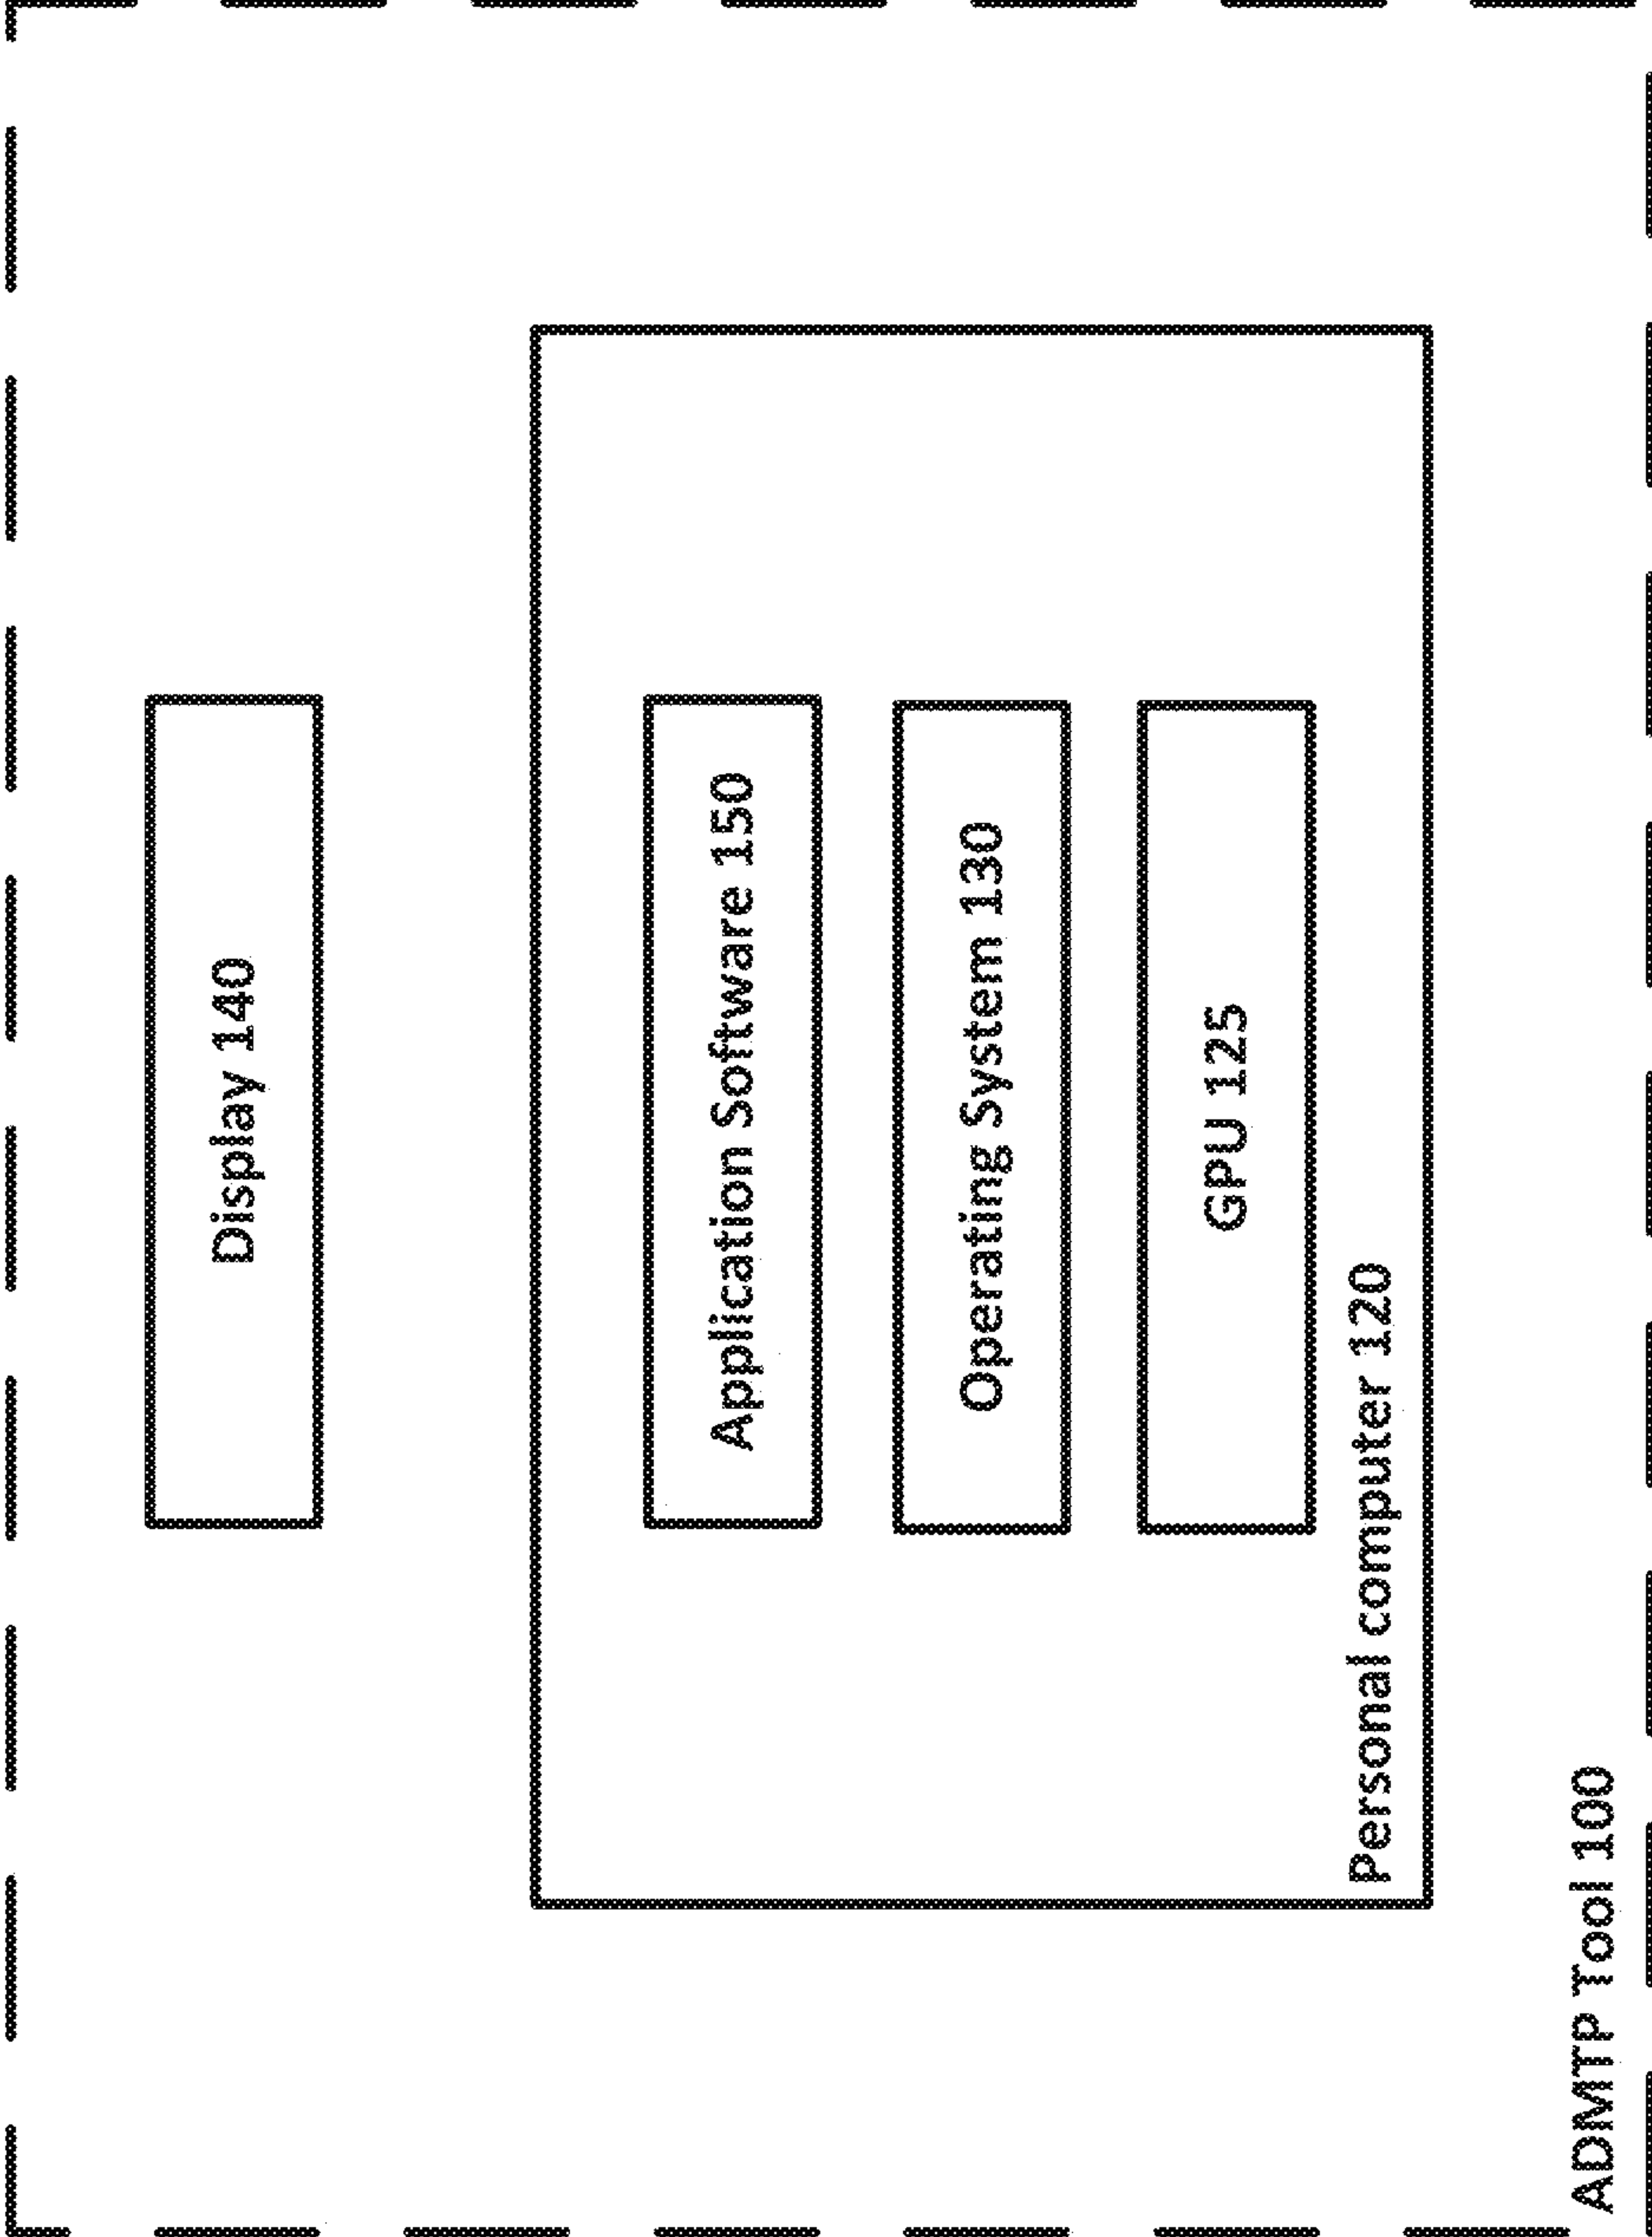 Display 140
Application Software 150
Operating System 130
GPU 125
Personal computer 120
ADMTP Tool 100